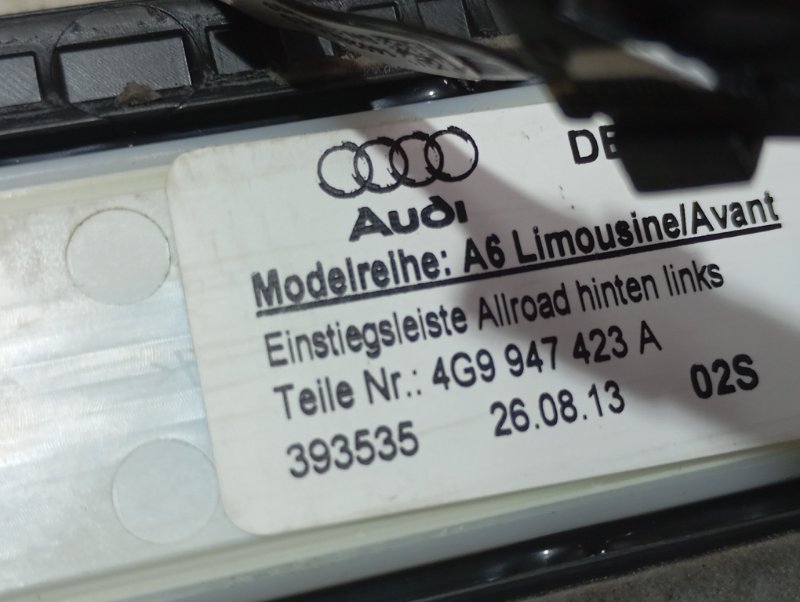 DE
Audi
Modelreihe: A6 Limousine/Avant
Einstiegsleiste Allroad hinten links
Teile Nr.: 4G9 947 423 A
393535 26.08.13 02S